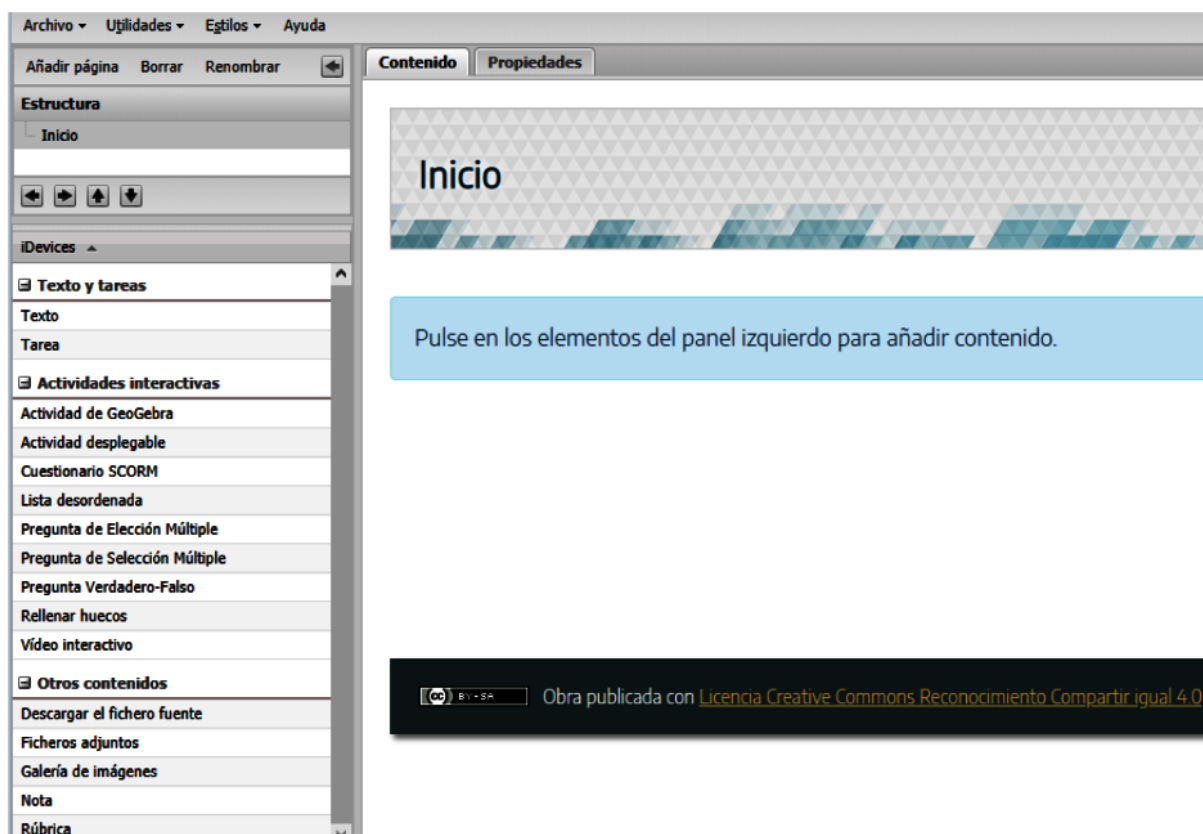 Archivo Utilidades Estilos Ayuda
Añadir página Borrar Renombrar
Estructura
Inicio
iDevices
Texto y tareas
Texto
Tarea
Actividades interactivas
Actividad de GeoGebra
Actividad desplegable
Cuestionario SCORM
Lista desordenada
Pregunta de Elección Múltiple
Pregunta de Selección Múltiple
Pregunta Verdadero-Falso
Rellenar huecos
Vídeo interactivo
Otros contenidos
Descargar el fichero fuente
Ficheros adjuntos
Galería de imágenes
Nota
Rúbrica
Contenido Propiedades
Inicio
Pulse en los elementos del panel izquierdo para añadir contenido.
cc BY-SA Obra publicada con Licencia Creative Commons Reconocimiento Compartir igual 4.0